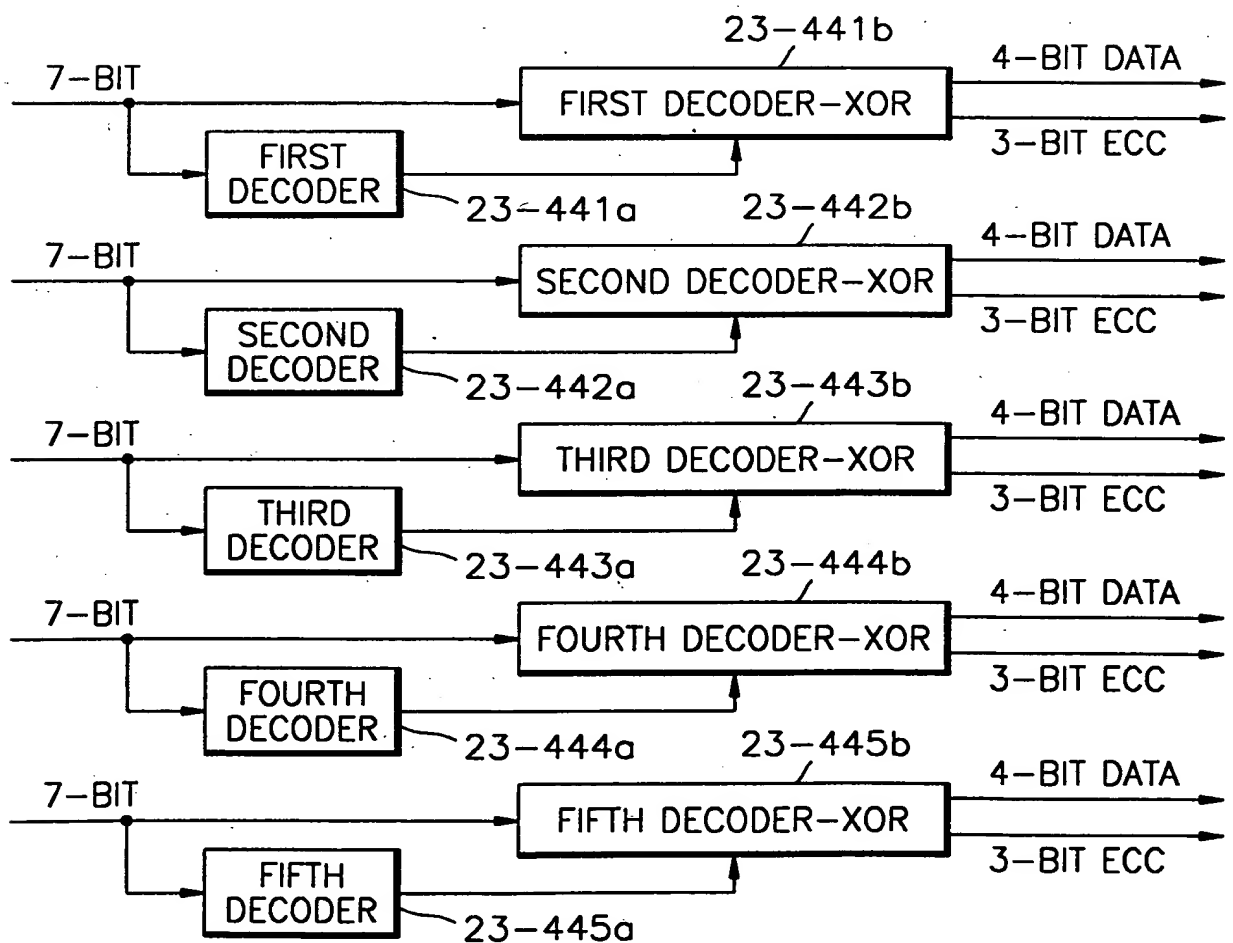 23-441b
7-BIT
4-BIT DATA
FIRST DECODER-XOR
3-BIT ECC
FIRST
DECODER
23-441a
23-442b
7-BIT
4-BIT DATA
SECOND DECODER-XOR
3-BIT ECC
SECOND
DECODER
23-442a
23-443b
7-BIT
4-BIT DATA
THIRD DECODER-XOR
3-BIT ECC
THIRD
DECODER
23-443a
23-444b
7-BIT
4-BIT DATA
FOURTH DECODER-XOR
3-BIT ECC
FOURTH
DECODER
23-444a
23-445b
7-BIT
4-BIT DATA
FIFTH DECODER-XOR
3-BIT ECC
FIFTH
DECODER
23-445a